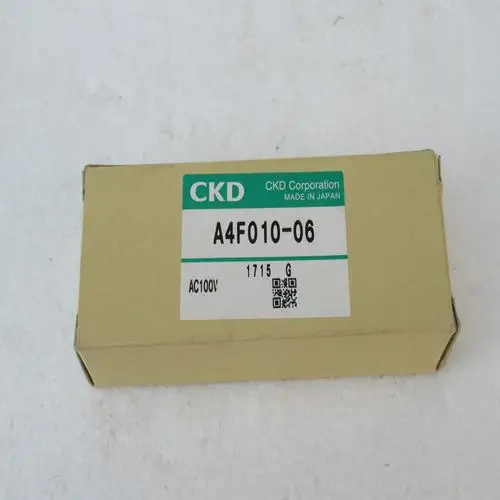 CKD
CKD Corporation
MADE IN JAPAN
A4F010-06
1715 G
AC100V